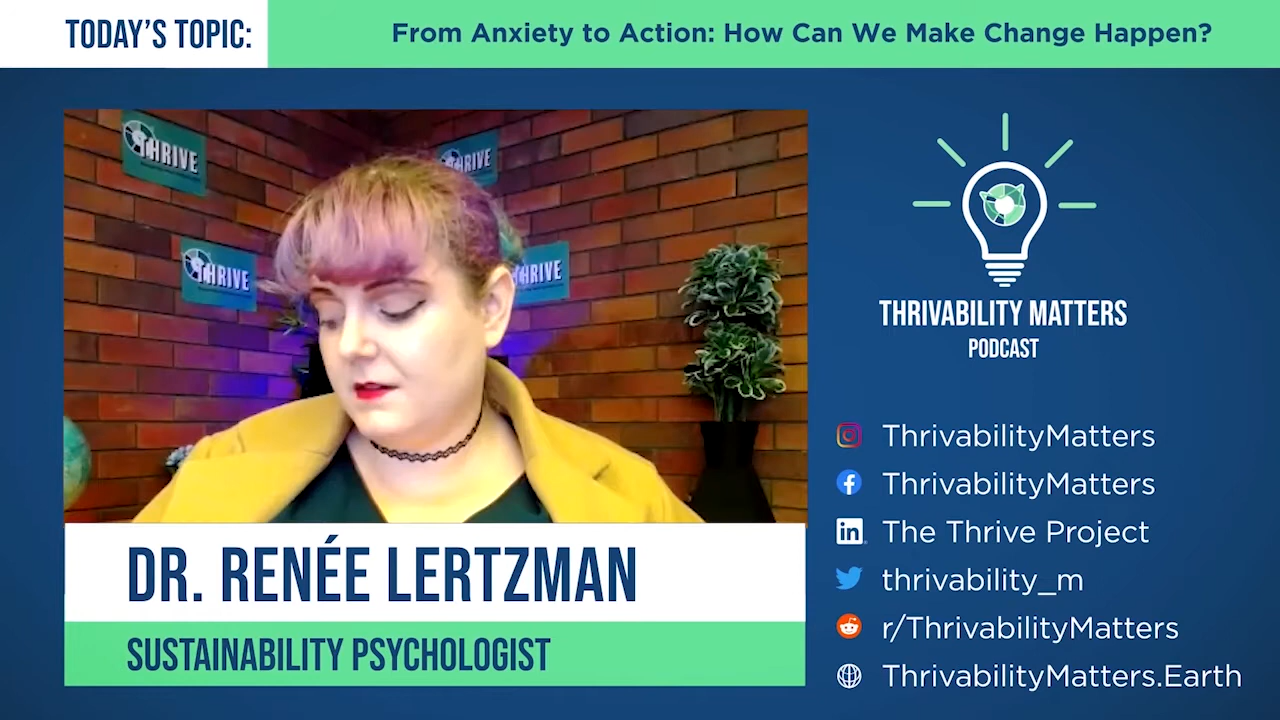 TODAY'S TOPIC:
From Anxiety to Action: How Can We Make Change Happen?
THRIVE
THRIVE
THRIVE
THRIVE
DR. RENÉE LERTZMAN
SUSTAINABILITY PSYCHOLOGIST
THRIVABILITY MATTERS
PODCAST
ThrivabilityMatters
ThrivabilityMatters
in The Thrive Project
thrivability_m
r/ThrivabilityMatters
ThrivabilityMatters.Earth